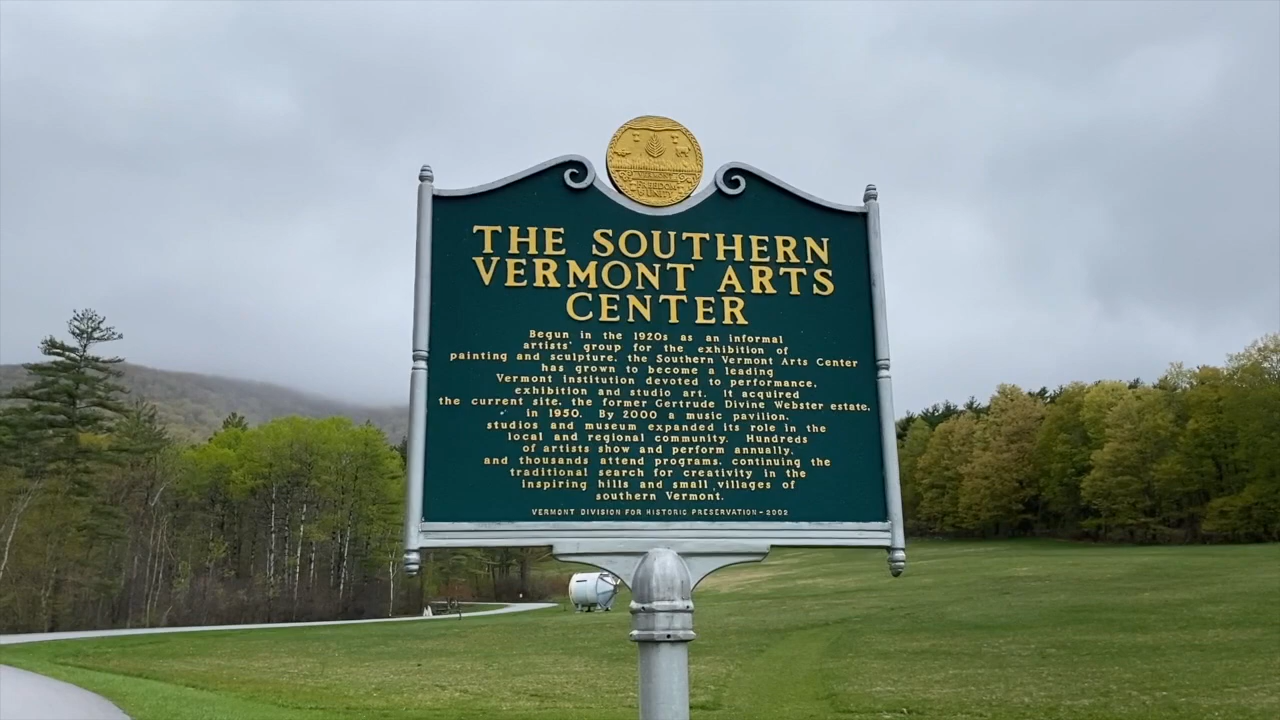 VERMONT
FREEDOM
& UNITY
THE SOUTHERN
VERMONT ARTS
CENTER
Begun in the 1920s as an informal
artists' group for the exhibition of
painting and sculpture, the Southern Vermont Arts Center
has grown to become a leading
Vermont institution devoted to performance,
exhibition and studio art. It acquired
the current site, the former Gertrude Divine Webster estate,
in 1950. By 2000 a music pavilion,
studios and museum expanded its role in the
local and regional community. Hundreds
of artists show and perform annually,
and thousands attend programs, continuing the
traditional search for creativity in the
inspiring hills and small villages of
southern Vermont.
VERMONT DIVISION FOR HISTORIC PRESERVATION-2002